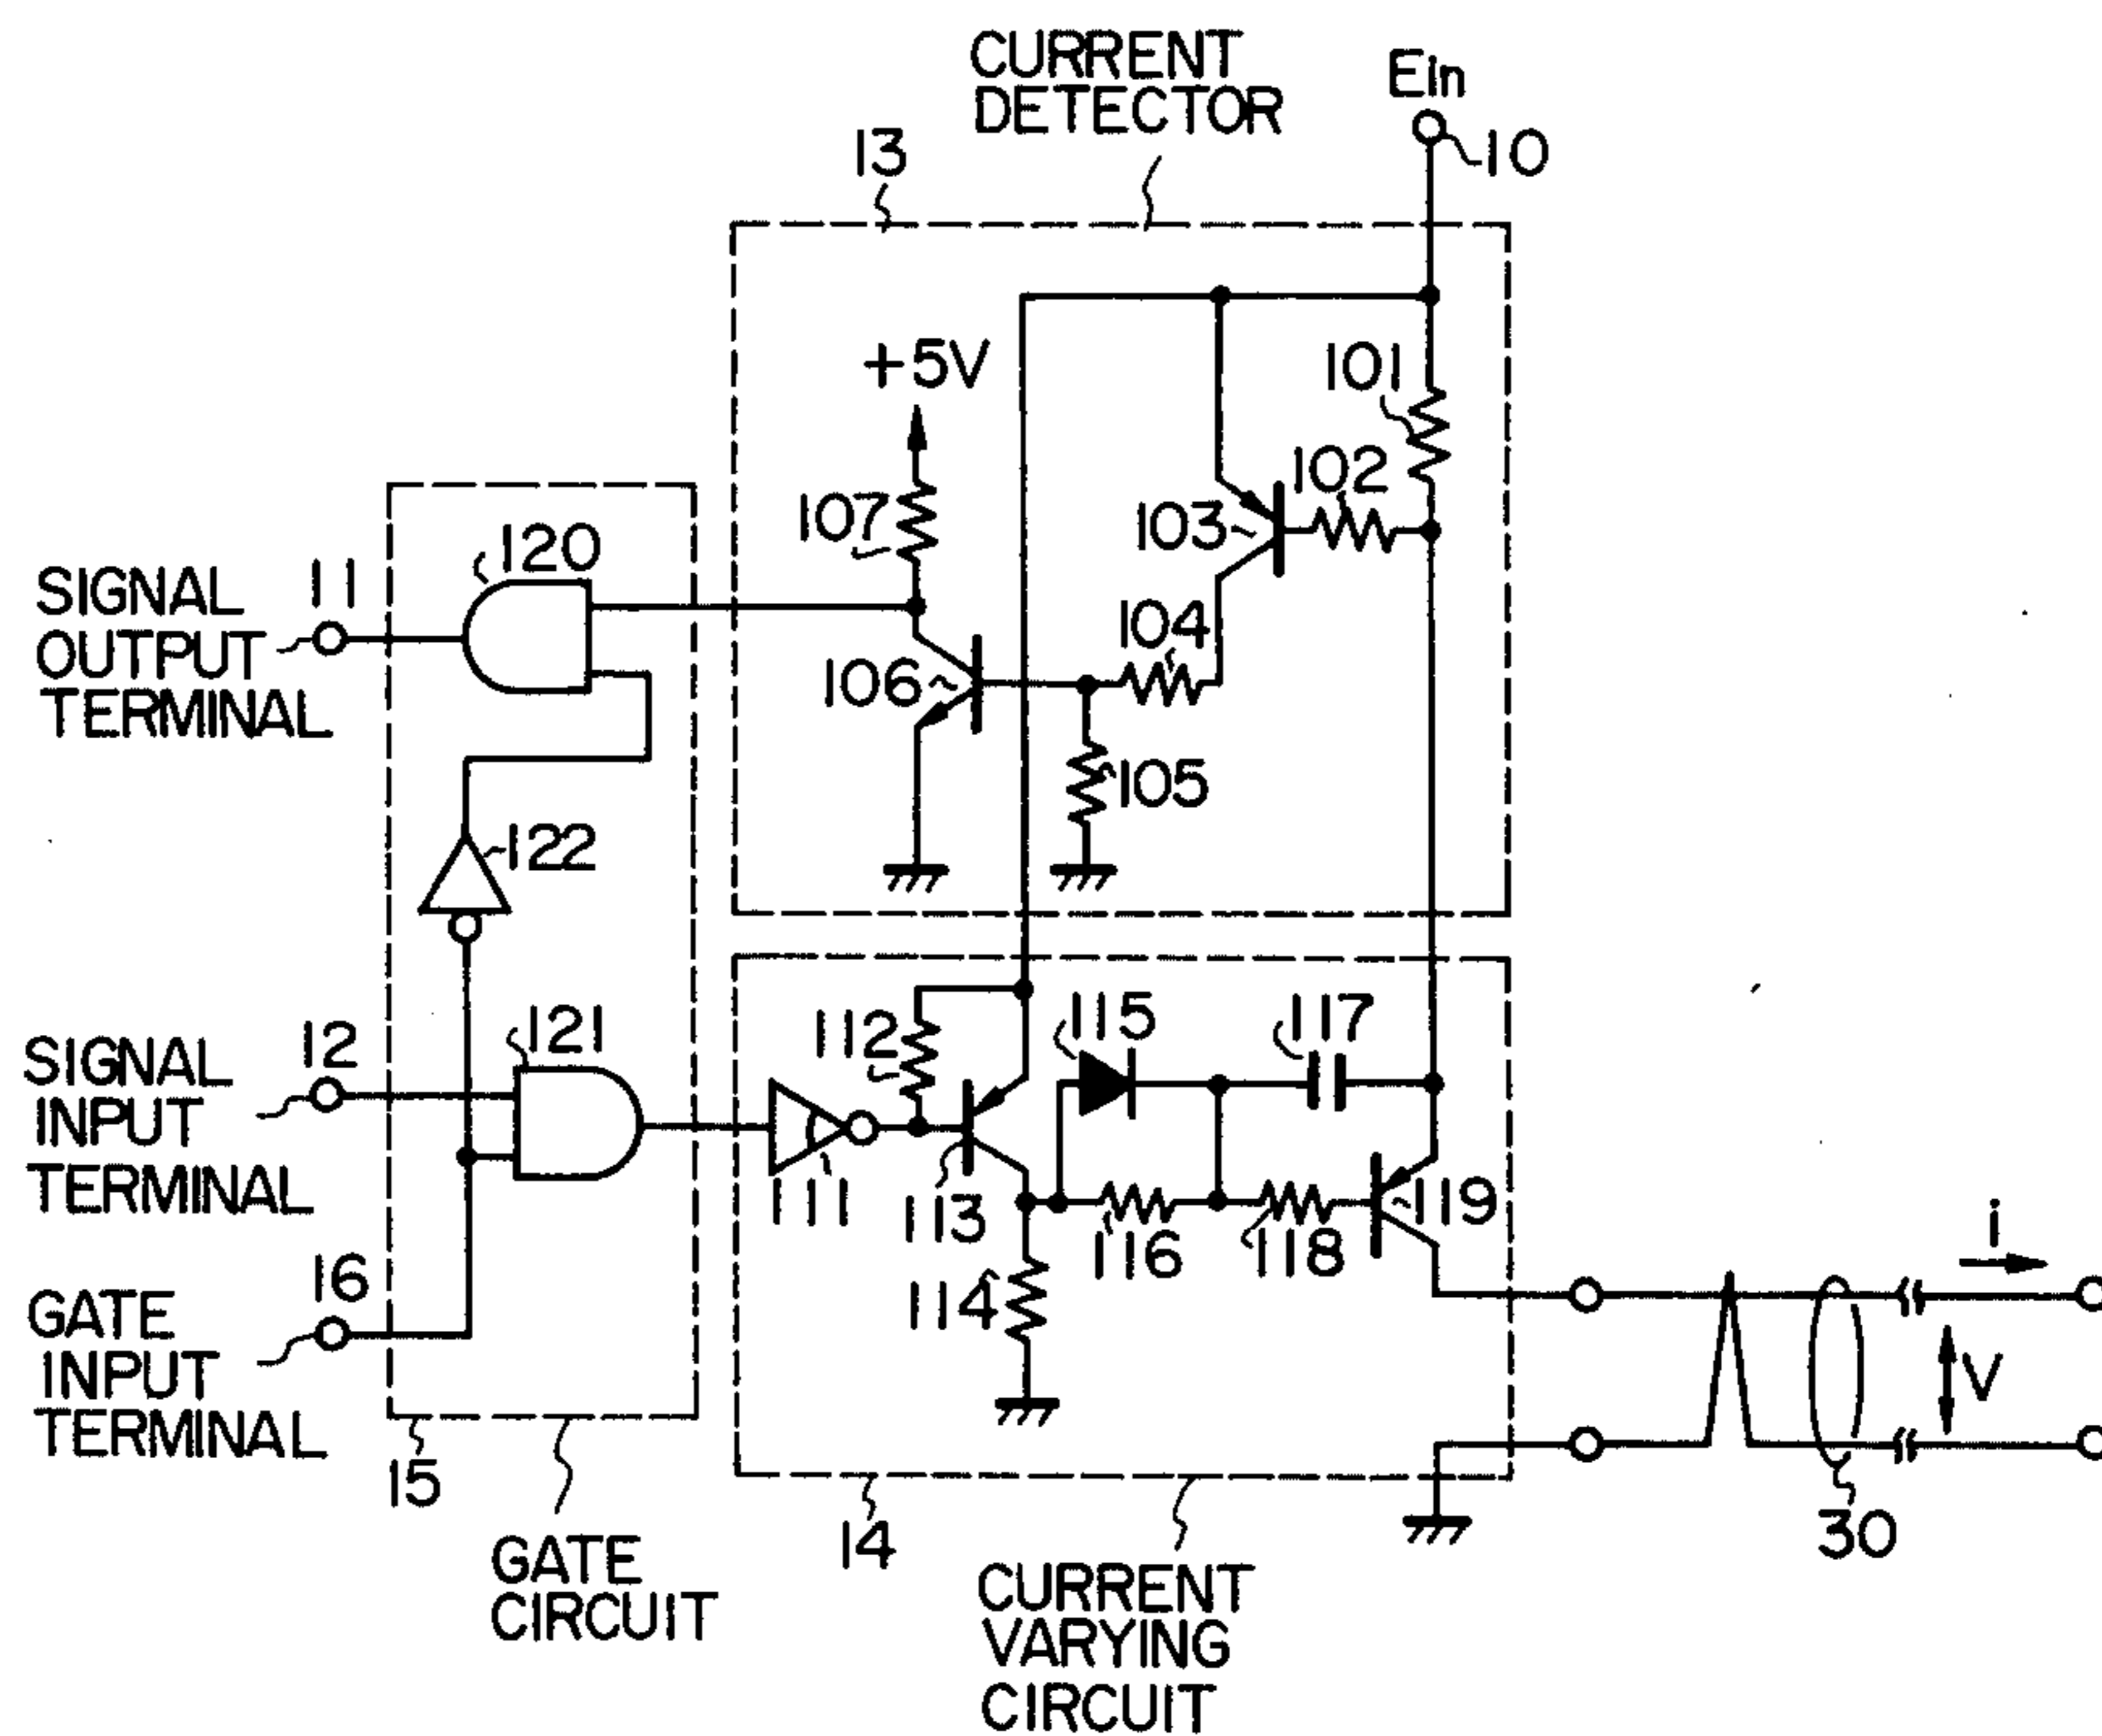 CURRENT
DETECTOR
Ein
13
10
+5V
101
102
107
103
120
SIGNAL
OUTPUT
TERMINAL
11
104
106
105
122
SIGNAL
INPUT
TERMINAL
12
121
112
115
117
111
113
116
118
119
114
i
GATE
INPUT
TERMINAL
16
V
15
14
30
GATE
CIRCUIT
CURRENT
VARYING
CIRCUIT